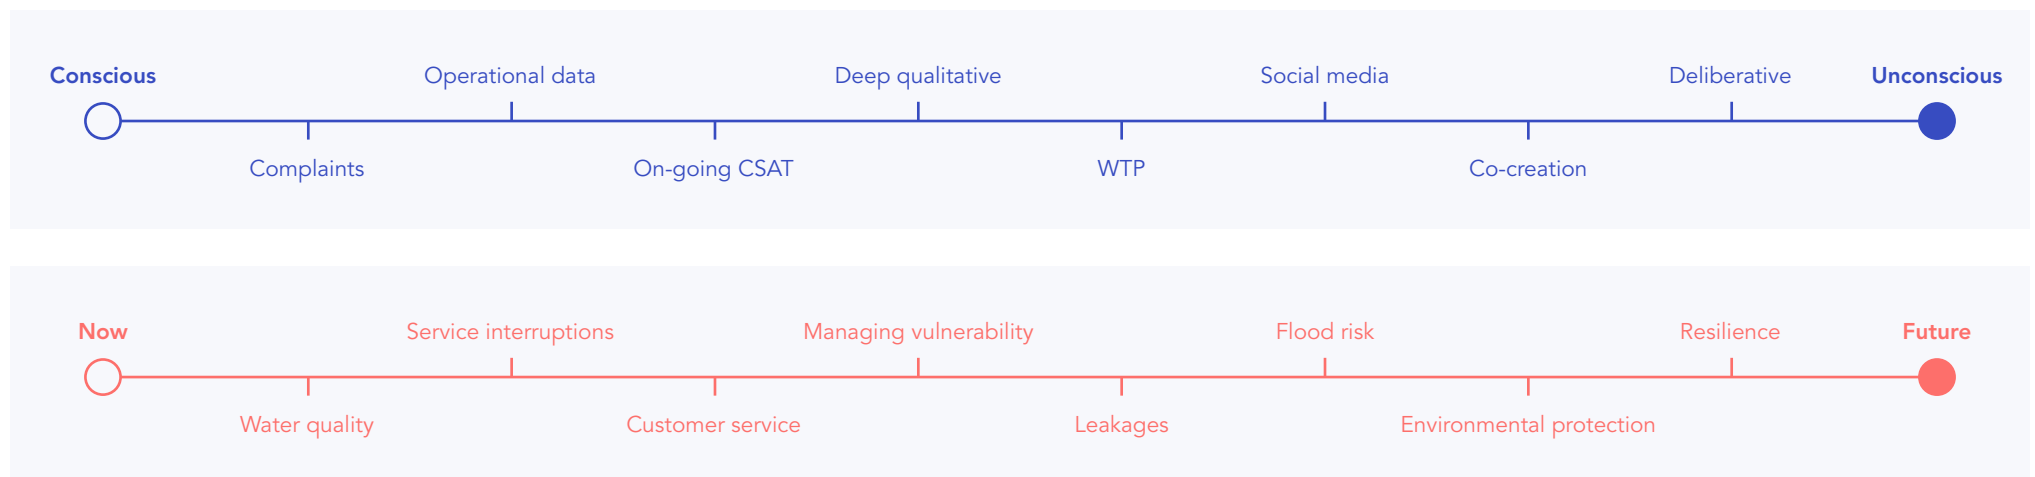 Conscious
Operational data
Deep qualitative
Social media
Deliberative
Unconscious
Complaints
On-going CSAT
WTP
Co-creation
Now
Service interruptions
Managing vulnerability
Flood risk
Resilience
Future
Water quality
Customer service
Leakages
Environmental protection